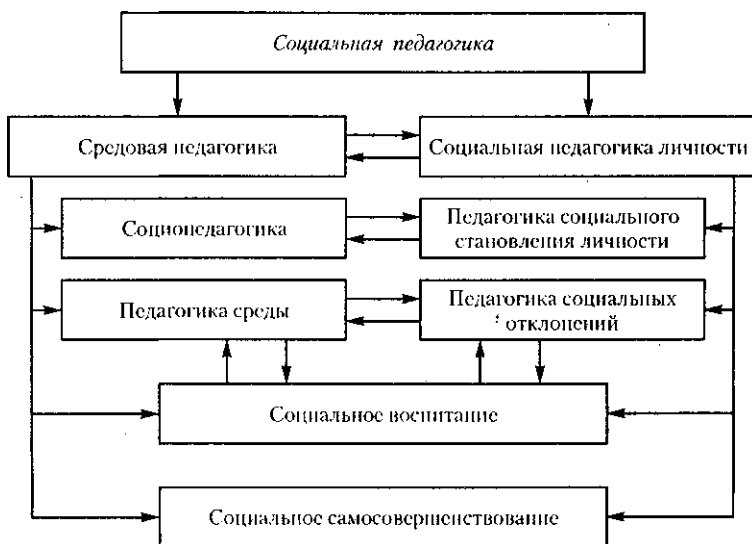 Социальная педагогика
Средовая педагогика
Социальная педагогика личности
Социопедагогика
Педагогика социального
становления личности
Педагогика среды
Педагогика социальных
отклонений
Социальное воспитание
Социальное самосовершенствование